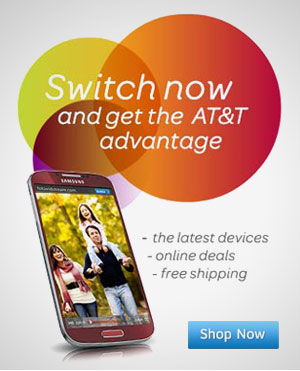 Switch now
and get the AT&T
advantage
SAMSUNG
- the latest devices
- online deals
- free shipping
Shop Now